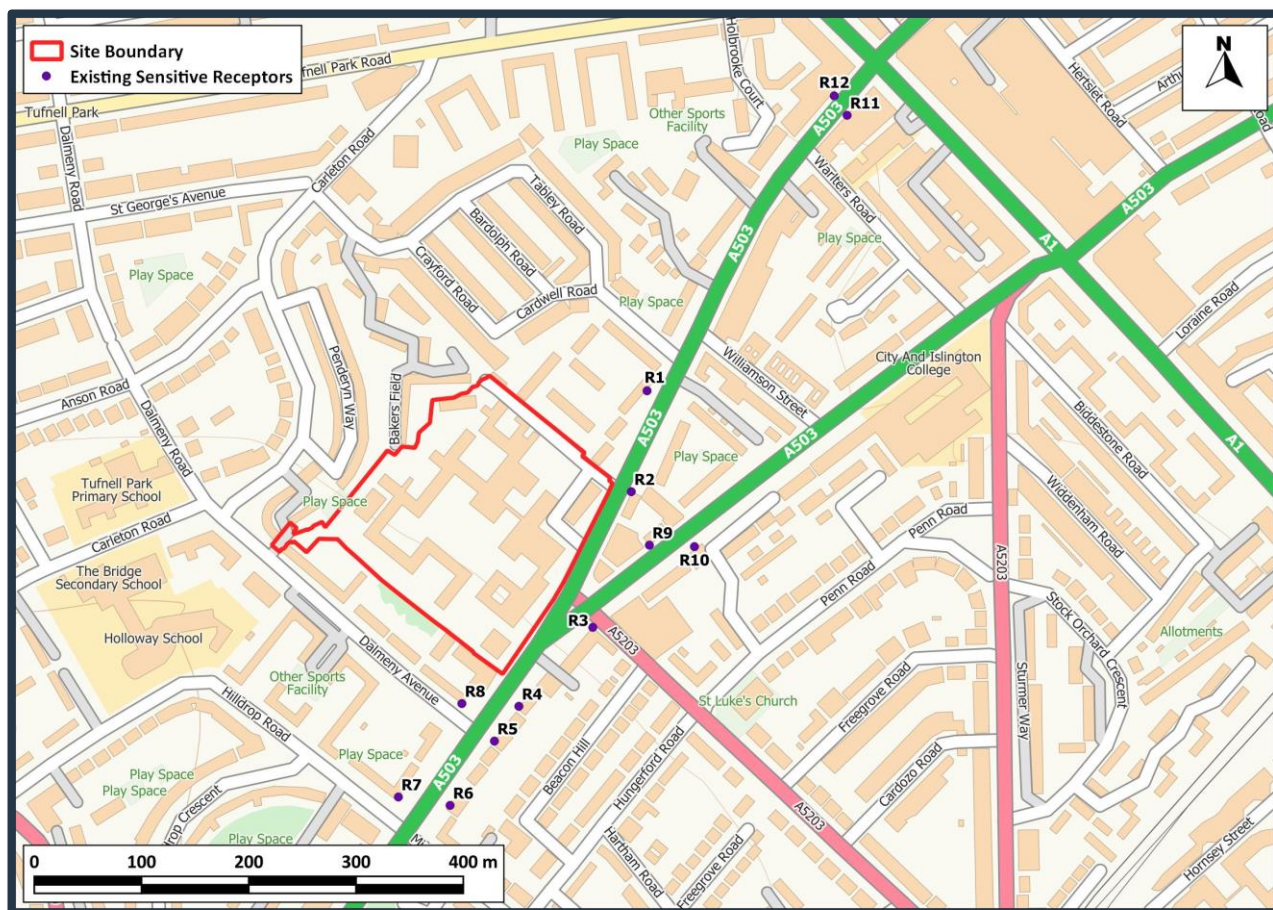 Site Boundary
Existing Sensitive Receptors
N
Tufnell Park
Tufnell Park Road
Holbrooke Court
Hertslet Road
Road
R12
R11
A503
Other Sports
Facility
Play Space
Dalmeny Road
Carleton Road
St George's Avenue
Tabley Road
Bardolph Road
Crayford Road
Cardwell Road
Warlters Road
Play Space
A503
A1
A503
Play Space
Play Space
Loraine Road
Williamson Street
City And Islington
College
Penderyn Way
Bakers Field
Anson Road
Dalmeny Road
R1
A503
A503
Biddestone Road
A1
Play Space
Tufnell Park
Primary School
Play Space
R2
Widdenham Road
Penn Road
Carleton Road
R9
R10
The Bridge
Secondary School
Holloway School
Penn Road
A5203
Stock Orchard Crescent
R3
A5203
Allotments
Dalmeny Avenue
Other Sports
Facility
Hilldrop Road
R8
R4
St Luke's Church
Freegrove Road
Sturmer Way
R5
Play Space
Beacon Hill
Hungerford Road
Cardozo Road
A503
Play Space
Play Space
R7
R6
A5203
Play Space
Hartham Road
Freegrove Road
Hornsey Street
0 100 200 300 400 m